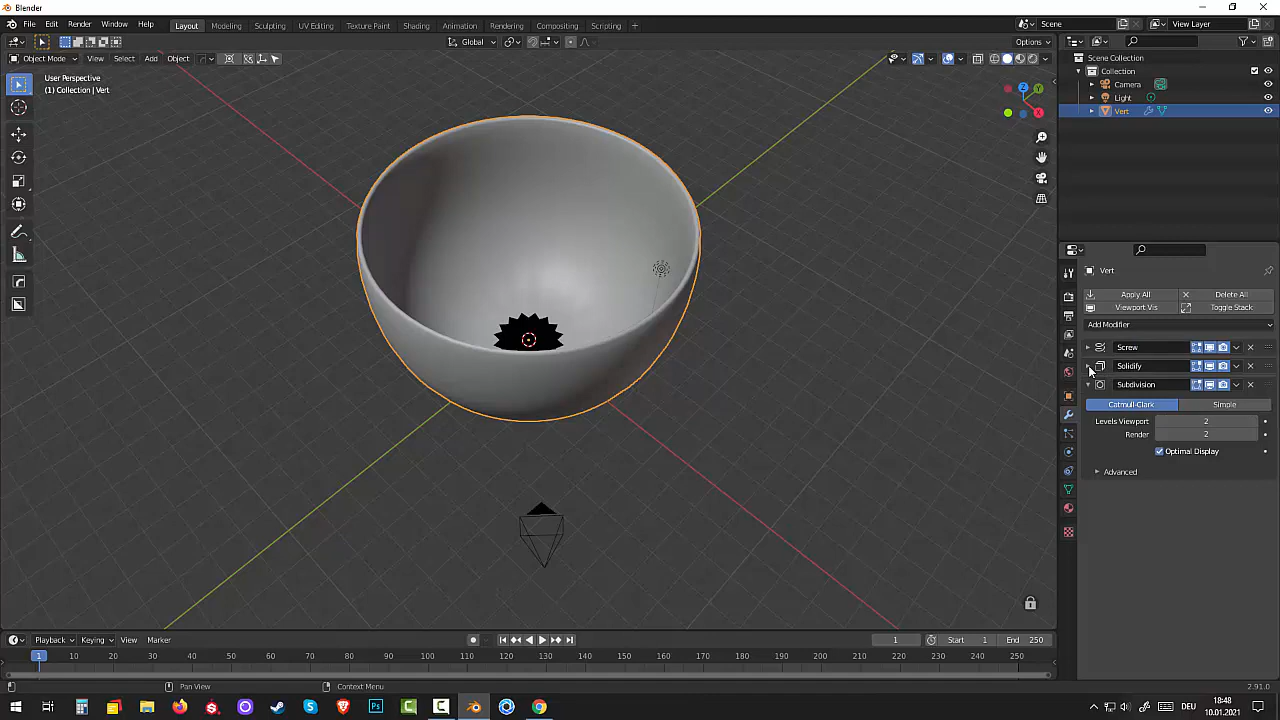 Blender
File Edit Render Window Help
Layout Modeling Sculpting UV Editing Texture Paint Shading Animation Rendering Compositing Scripting +
Scene
View Layer
Global
Options
Object Mode View Select Add Object
User Perspective
(1) Collection | Vert
Z
Y
X
Scene Collection
Collection
Camera
Light
Vert
Vert
Apply All
Delete All
Viewport Vis
Toggle Stack
Add Modifier
Screw
Solidify
Subdivision
Catmull-Clark
Simple
Levels Viewport 2
Render 2
Optimal Display
Advanced
Playback Keying View Marker
1
Start 1
End 250
1 10 20 30 40 50 60 70 80 90 100 110 120 130 140 150 160 170 180 190 200 210 220 230 240 250
Pan View
Context Menu
2.91.0
Ps
DEU
18:48
10.01.2021